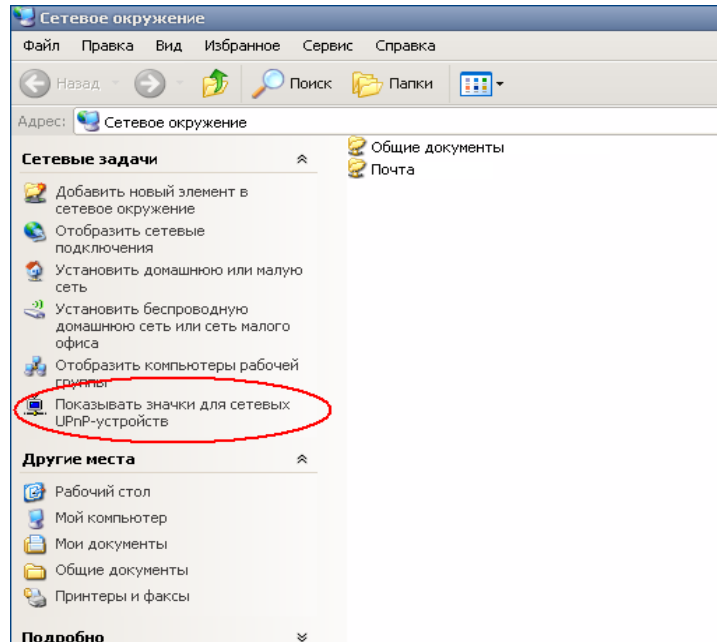 Сетевое окружение
Файл Правка Вид Избранное Сервис Справка
Назад Поиск Папки
Адрес: Сетевое окружение
Сетевые задачи
Добавить новый элемент в
сетевое окружение
Отобразить сетевые
подключения
Установить домашнюю или малую
сеть
Установить беспроводную
домашнюю сеть или сеть малого
офиса
Отобразить компьютеры рабочей
группы
Показывать значки для сетевых
UPnP-устройств
Другие места
Рабочий стол
Мой компьютер
Мои документы
Общие документы
Принтеры и факсы
Подробно
Общие документы
Почта